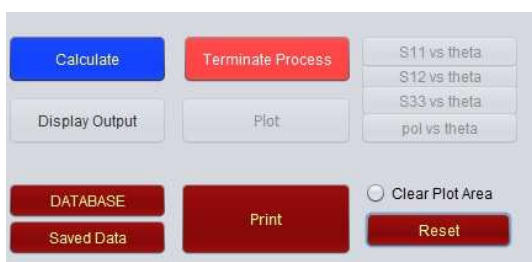 Calculate
Terminate Process
S11 vs theta
S12 vs theta
S33 vs theta
pol vs theta
Display Output
Plot
DATABASE
Saved Data
Print
Clear Plot Area
Reset